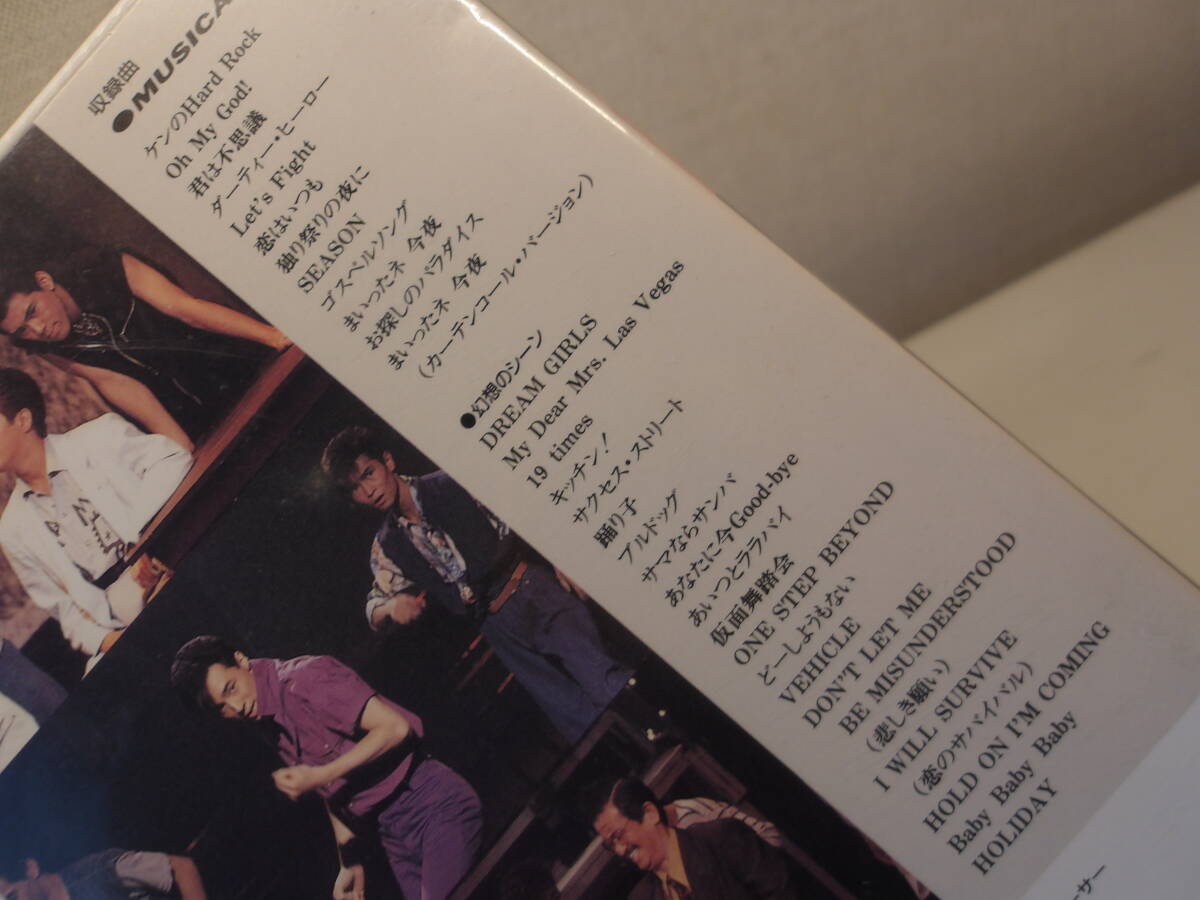 収録曲
●MUSICA
ケンのHard Rock
Oh My God!
君は不思議
ダーティー・ヒーロー
Let's Fight
恋はいつも
独り祭りの夜に
SEASON
ゴスペルソング
まいったネ 今夜
お探しのパラダイス
まいったネ 今夜
(カーテンコール・バージョン)
●幻想のシーン
DREAM GIRLS
My Dear Mrs. Las Vegas
19 times
キッチン!
サクセス・ストリート
踊り子
ブルドッグ
サマならサンバ
あなたに今Good-bye
あいつとララバイ
仮面舞踏会
ONE STEP BEYOND
どーしようもない
VEHICLE
DON'T LET ME
BE MISUNDERSTOOD
(悲しき願い)
I WILL SURVIVE
(恋のサバイバル)
HOLD ON I'M COMING
Baby Baby Baby
HOLIDAY
ーサー